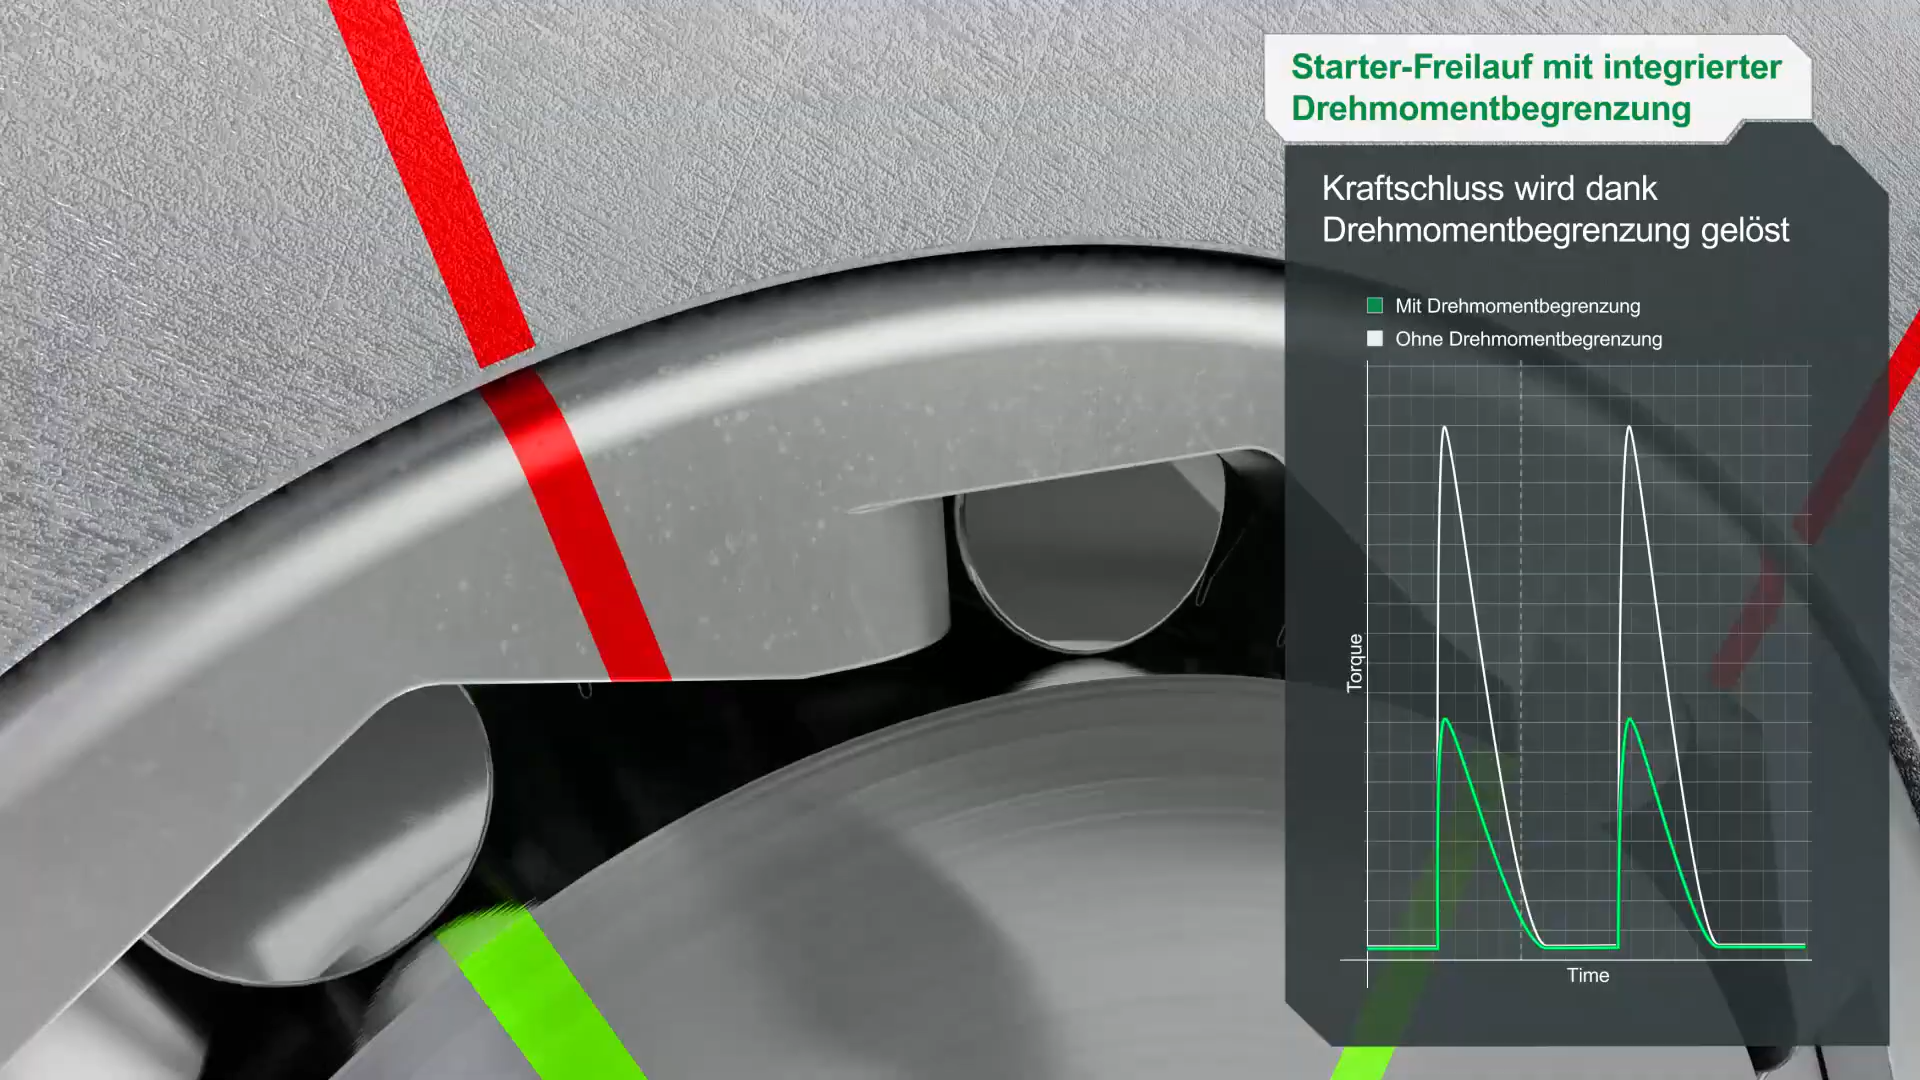 Starter-Freilauf mit integrierter
Drehmomentbegrenzung
Kraftschluss wird dank
Drehmomentbegrenzung gelöst
Mit Drehmomentbegrenzung
Ohne Drehmomentbegrenzung
Torque
Time